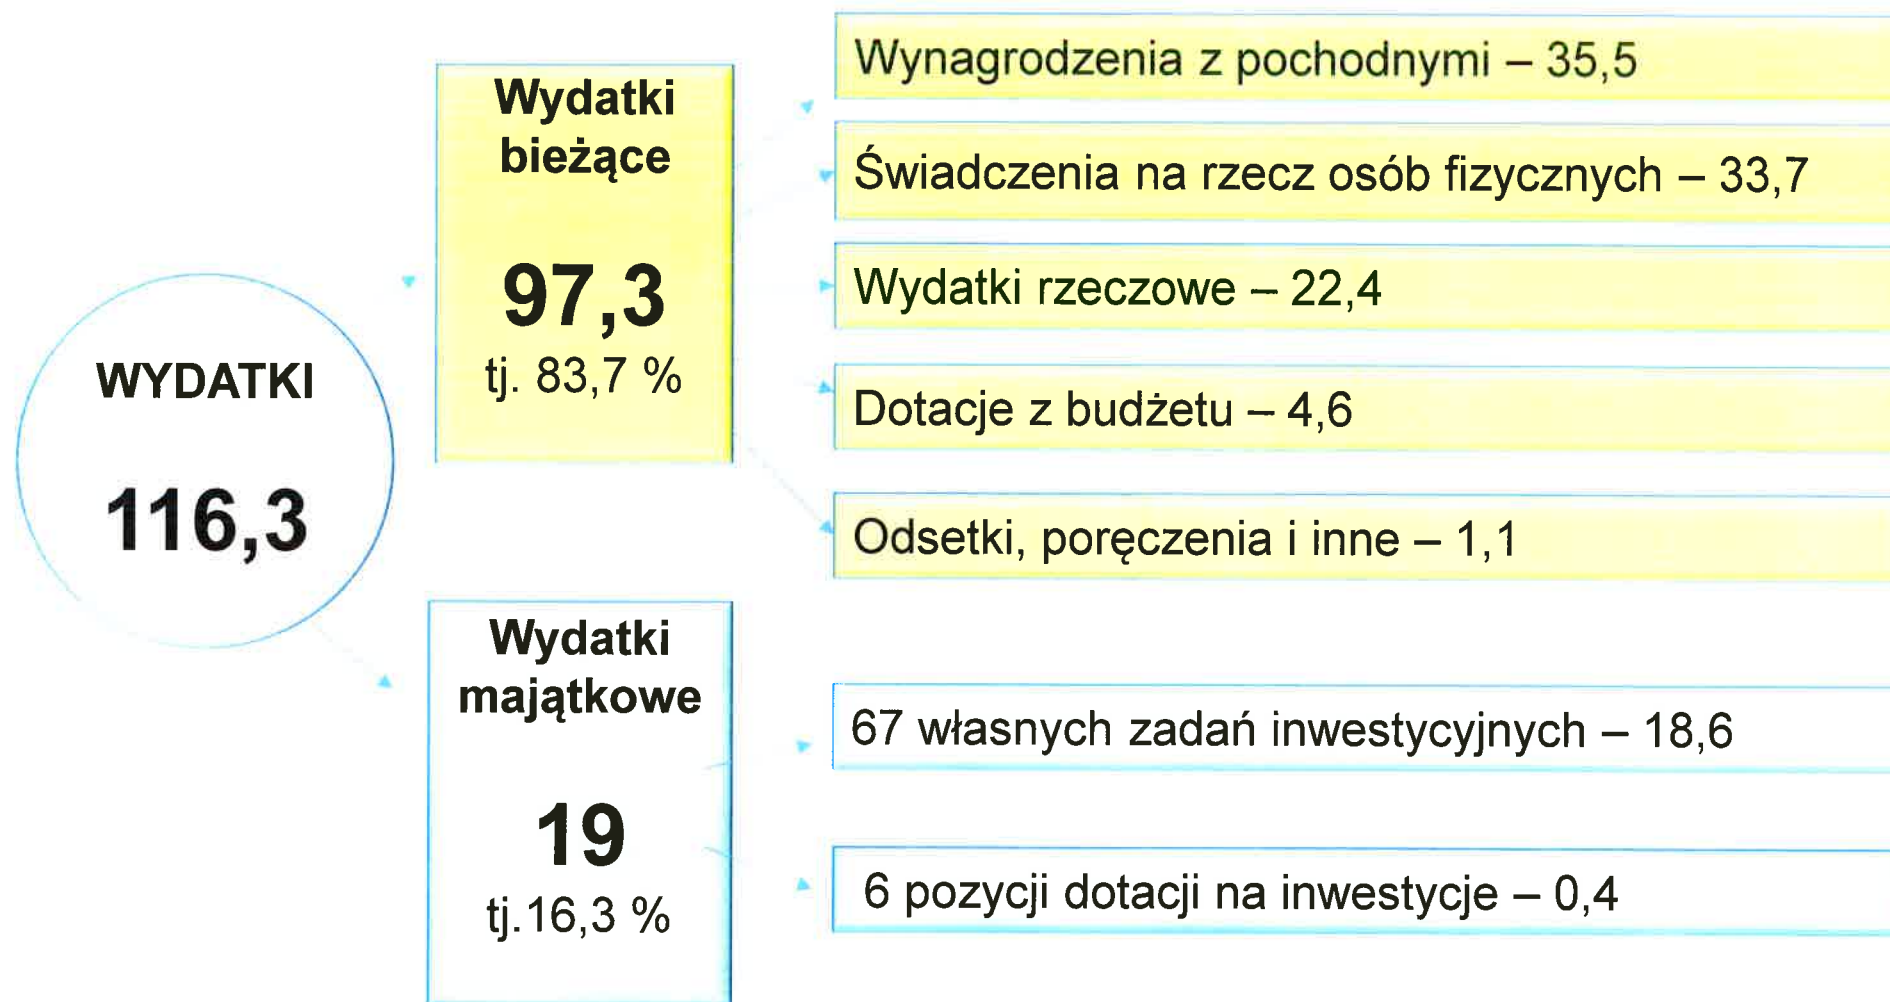 WYDATKI
116,3
Wydatki
bieżące
97,3
tj. 83,7 %
Wynagrodzenia z pochodnymi – 35,5
Świadczenia na rzecz osób fizycznych – 33,7
Wydatki rzeczowe – 22,4
Dotacje z budżetu – 4,6
Odsetki, poręczenia i inne – 1,1
Wydatki
majątkowe
19
tj.16,3 %
67 własnych zadań inwestycyjnych – 18,6
6 pozycji dotacji na inwestycje – 0,4